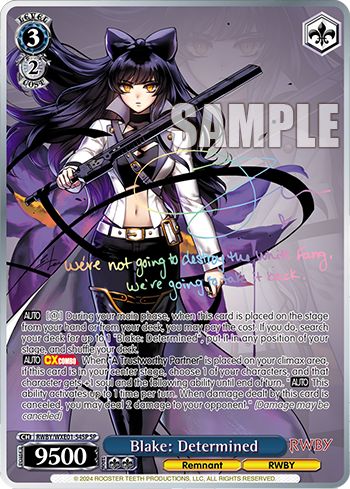 LEVEL
3
2
COST
SAMPLE
We're not going to destroy the White Fang.
We're going to take it back.
AUTO [(1)] During your main phase, when this card is placed on the stage
from your hand or from your deck, you may pay the cost. If you do, search
your deck for up to 1 "Blake: Determined", put it in any position of your
stage, and shuffle your deck.
AUTO CX COMBO When "A Trustworthy Partner" is placed on your climax area,
if this card is in your center stage, choose 1 of your characters, and that
character gets +1 soul and the following ability until end of turn. " AUTO This
ability activates up to 1 time per turn. When damage dealt by this card is
canceled, you may deal 2 damage to your opponent." (Damage may be
canceled)
CH RWBY/WX03-
SP SP
Blake: Determined
RWBY
POWER
9500
Remnant
RWBY
© 2024 ROOSTER TEETH PRODUCTIONS, LLC, ALL RIGHTS RESERVED.